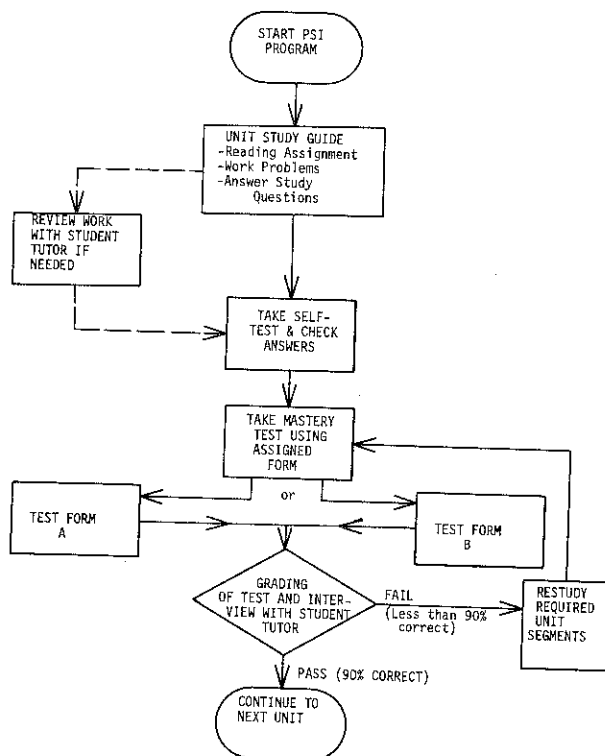 START PSI
PROGRAM
UNIT STUDY GUIDE
-Reading Assignment
-Work Problems
-Answer Study
Questions
REVIEW WORK
WITH STUDENT
TUTOR IF
NEEDED
TAKE SELF-
TEST & CHECK
ANSWERS
TAKE MASTERY
TEST USING
ASSIGNED
FORM
or
TEST FORM
A
TEST FORM
B
GRADING
OF TEST AND INTER-
VIEW WITH STUDENT
TUTOR
FAIL
(Less than 90%
correct)
RESTUDY
REQUIRED
UNIT
SEGMENTS
PASS (90% CORRECT)
CONTINUE TO
NEXT UNIT